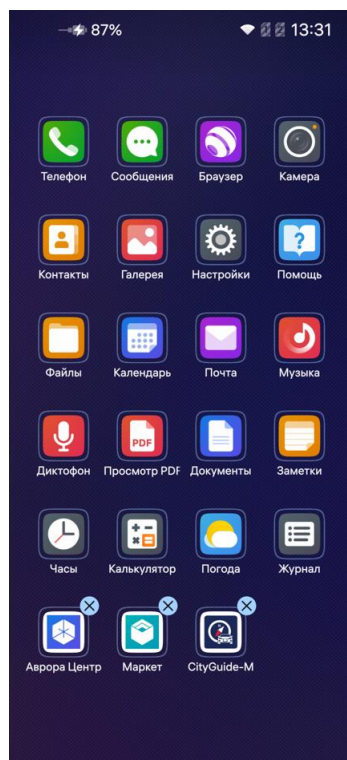 87% 13:31
Телефон Сообщения Браузер Камера
Контакты Галерея Настройки Помощь
Файлы Календарь Почта Музыка
PDF
Диктофон Просмотр PDF Документы Заметки
Часы Калькулятор Погода Журнал
Аврора Центр Маркет CityGuide-M